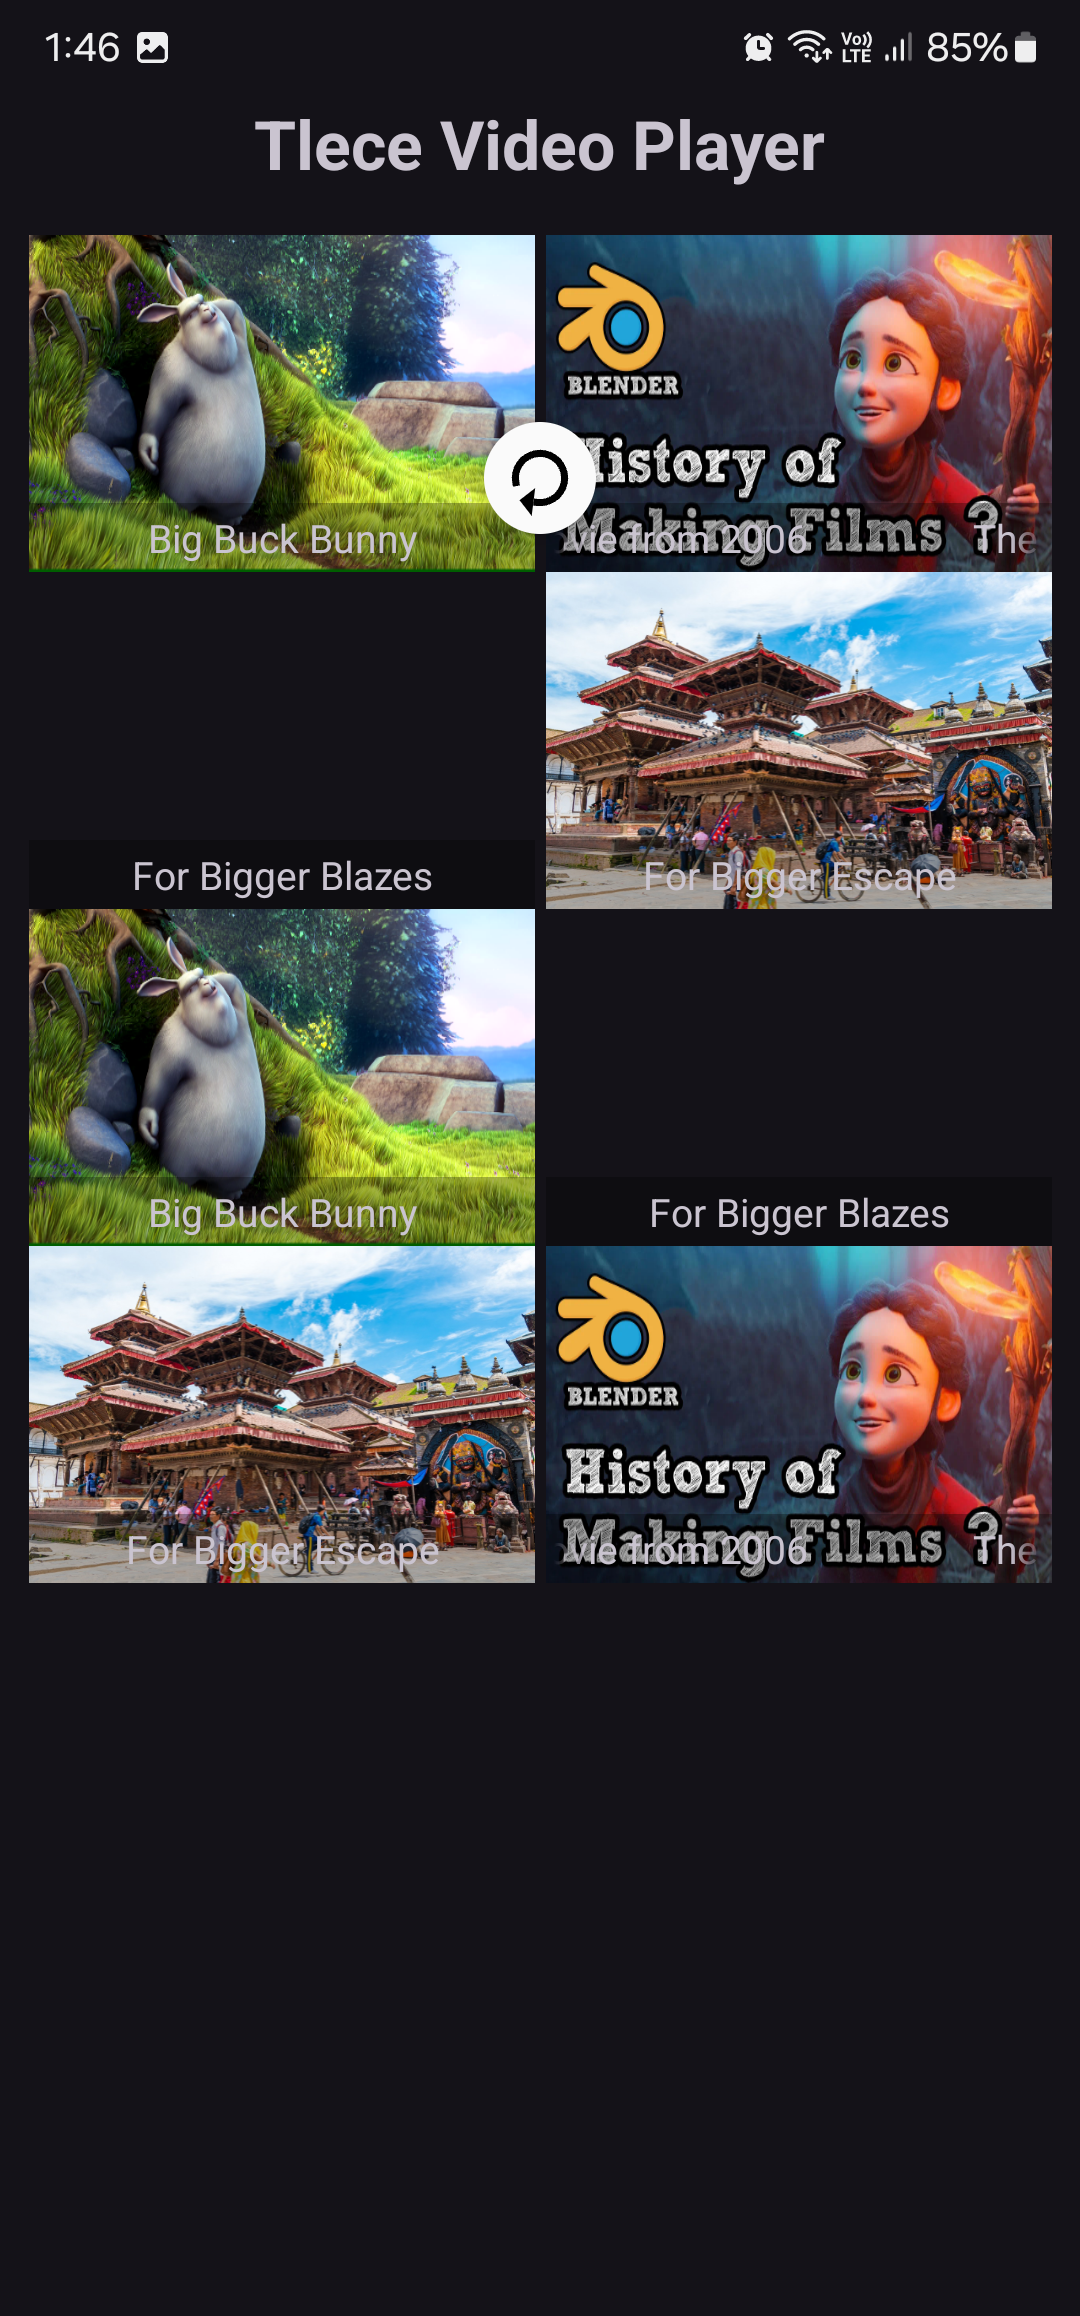 1:46
Vo))
LTE
85%
Tlece Video Player
Big Buck Bunny
BLENDER
History of
Making Films ?
vie from 2006 The
For Bigger Blazes
For Bigger Escape
Big Buck Bunny
For Bigger Blazes
For Bigger Escape
BLENDER
History of
Making Films ?
vie from 2006 The